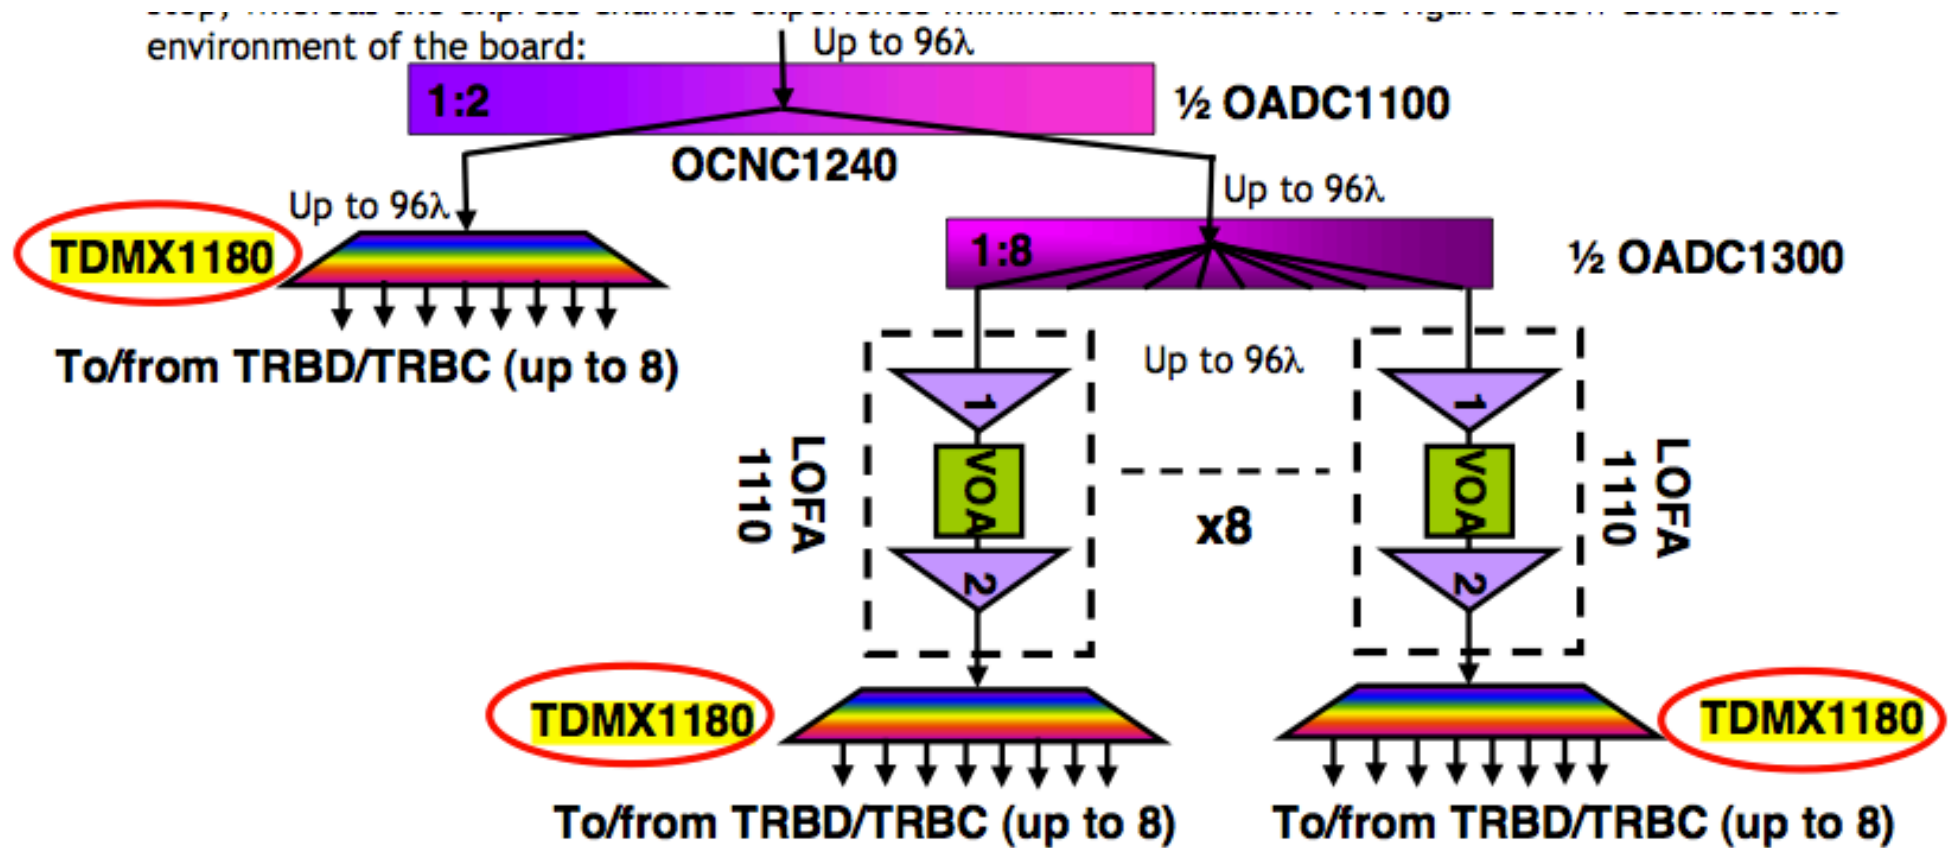 environment of the board:
Up to 96λ
1:2
½ OADC1100
OCNC1240
Up to 96λ
Up to 96λ
TDMX1180
1:8
½ OADC1300
To/from TRBD/TRBC (up to 8)
Up to 96λ
1
1
LOFA
1110
VOA
x8
VOA
LOFA
1110
2
2
TDMX1180
TDMX1180
To/from TRBD/TRBC (up to 8)
To/from TRBD/TRBC (up to 8)